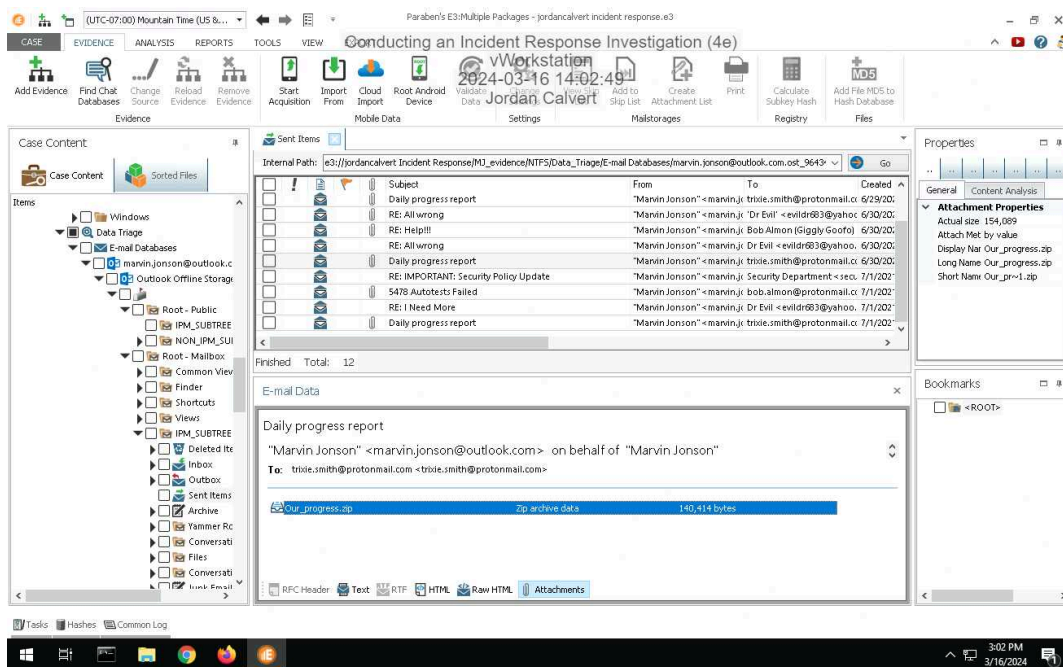 (UTC-07:00) Mountain Time (US &...
Paraben's E3:Multiple Packages - jordancalvert incident response.e3
CASE EVIDENCE ANALYSIS REPORTS TOOLS VIEW
Conducting an Incident Response Investigation (4e)
vWorkstation
2024-03-16 14:02:49
Jordan Calvert
Add Evidence
Find Chat Databases
Change Source
Reload Evidence
Remove Evidence
Start Acquisition
Import From
Cloud Import
Root Android Device
Validate Data
Add to Skip List
Create Attachment List
Print
Calculate Subkey Hash
MD5
Add File MD5 to Hash Database
Evidence Mobile Data Settings Mailstorages Registry Files
Case Content
Case Content Sorted Files
Items
Windows
Data Triage
E-mail Databases
marvin.jonson@outlook.c
Outlook Offline Storage
Root - Public
IPM_SUBTREE
NON_IPM_SUI
Root - Mailbox
Common View
Finder
Shortcuts
Views
IPM_SUBTREE
Deleted Ite
Inbox
Outbox
Sent Items
Archive
Yammer Ro
Conversati
Files
Conversati
Junk Email
Sent Items
Internal Path: e3://jordancalvert Incident Response/MJ_evidence/NTFS/Data_Triage/E-mail Databases/marvin.jonson@outlook.com.ost_9643 Go
! Subject From To Created
Daily progress report "Marvin Jonson" <marvin.jc trixie.smith@protonmail.cc 6/29/202
RE: All wrong "Marvin Jonson" <marvin.jc 'Dr Evil' <evildr683@yahoc 6/30/202
RE: Help!!! "Marvin Jonson" <marvin.jc Bob Almon (Giggly Goofo) 6/30/202
RE: All wrong "Marvin Jonson" <marvin.jc Dr Evil <evildr683@yahoo. 6/30/202
Daily progress report "Marvin Jonson" <marvin.jc trixie.smith@protonmail.cc 6/30/202
RE: IMPORTANT: Security Policy Update "Marvin Jonson" <marvin.jc Security Department <secu 7/1/202
5478 Autotests Failed "Marvin Jonson" <marvin.jc bob.almon@protonmail.cc 7/1/202
RE: I Need More "Marvin Jonson" <marvin.jc Dr Evil <evildr683@yahoo. 7/1/202
Daily progress report "Marvin Jonson" <marvin.jc trixie.smith@protonmail.cc 7/1/202
Finished Total: 12
E-mail Data
Daily progress report
"Marvin Jonson" <marvin.jonson@outlook.com> on behalf of "Marvin Jonson"
To: trixie.smith@protonmail.com <trixie.smith@protonmail.com>
Our_progress.zip Zip archive data 140,414 bytes
RFC Header Text RTF HTML Raw HTML Attachments
Properties
General Content Analysis
Attachment Properties
Actual size 154,089
Attach Met by value
Display Nar Our_progress.zip
Long Name Our_progress.zip
Short Name Our_pr~1.zip
Bookmarks
<ROOT>
Tasks Hashes Common Log
3:02 PM
3/16/2024